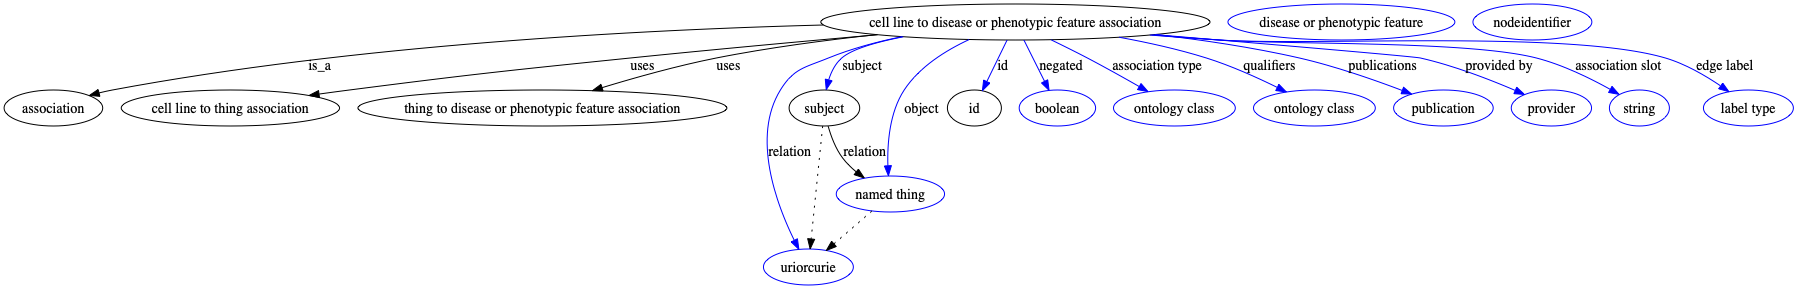 cell line to disease or phenotypic feature association
disease or phenotypic feature
nodeidentifier
is_a
uses
uses
subject
id
negated
association type
qualifiers
publications
provided by
association slot
edge label
association
cell line to thing association
thing to disease or phenotypic feature association
subject
object
id
boolean
ontology class
ontology class
publication
provider
string
label type
relation
relation
named thing
uriorcurie